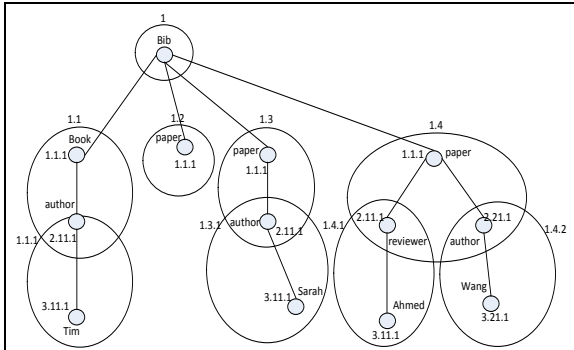 1
Bib
1.1
1.2
1.3
1.4
Book
paper
paper
paper
1.1.1
1.1.1
1.1.1
1.1.1
author
1.3.1
author
1.4.1
2.11.1
2.21.1
1.4.2
1.1.1
2.11.1
2.11.1
reviewer
author
Sarah
Wang
3.11.1
3.11.1
Ahmed
3.21.1
Tim
3.11.1